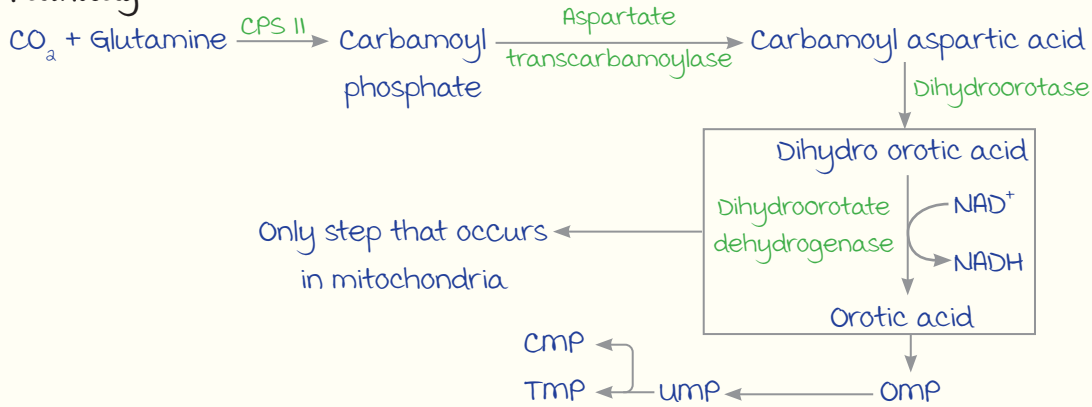 CO₂ + Glutamine
CPS II
Carbamoyl
phosphate
Aspartate
transcarbamoylase
Carbamoyl aspartic acid
Dihydroorotase
Dihydro orotic acid
Dihydroorotate
dehydrogenase
NAD⁺
NADH
Only step that occurs
in mitochondria
Orotic acid
OMP
UMP
CMP
TMP